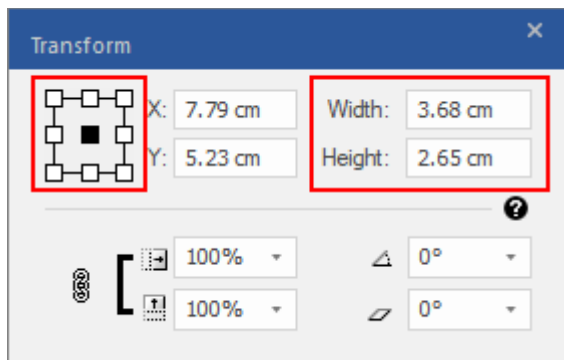 Transform
X: 7.79 cm Width: 3.68 cm
Y: 5.23 cm Height: 2.65 cm
?
100% 0°
100% 0°